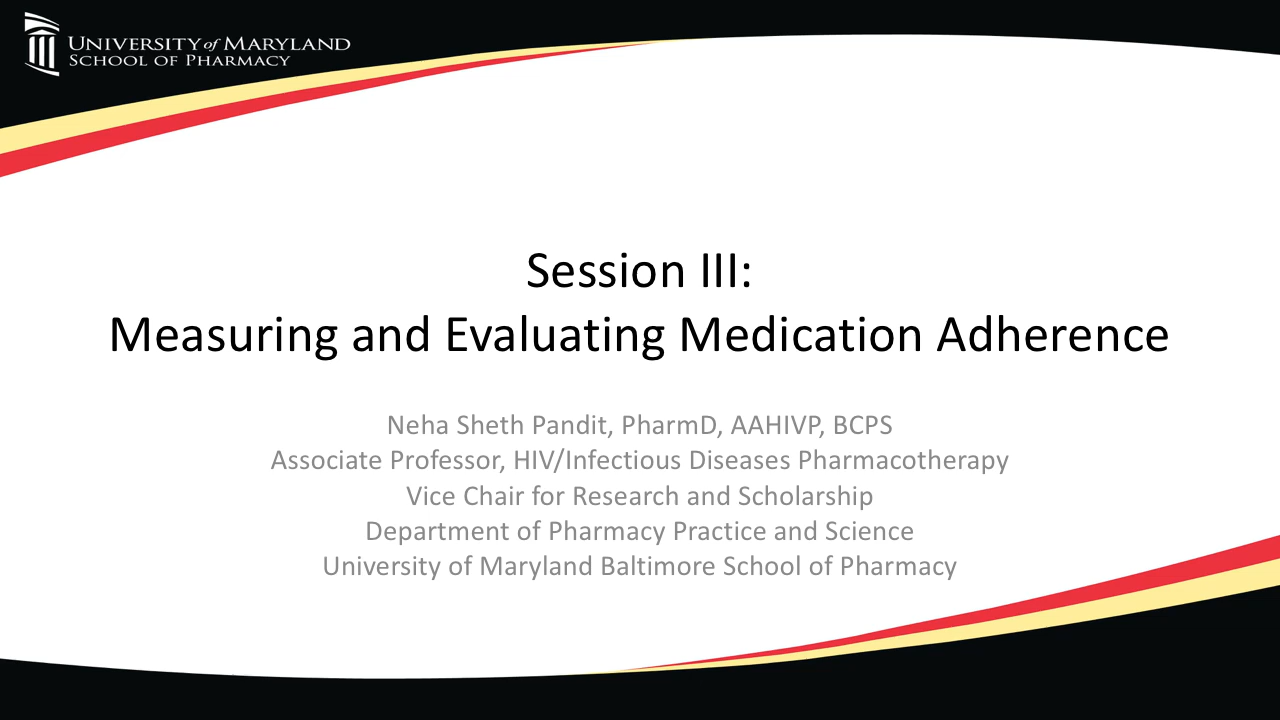 UNIVERSITY of MARYLAND
SCHOOL OF PHARMACY
Session III:
Measuring and Evaluating Medication Adherence
Neha Sheth Pandit, PharmD, AAHIVP, BCPS
Associate Professor, HIV/Infectious Diseases Pharmacotherapy
Vice Chair for Research and Scholarship
Department of Pharmacy Practice and Science
University of Maryland Baltimore School of Pharmacy